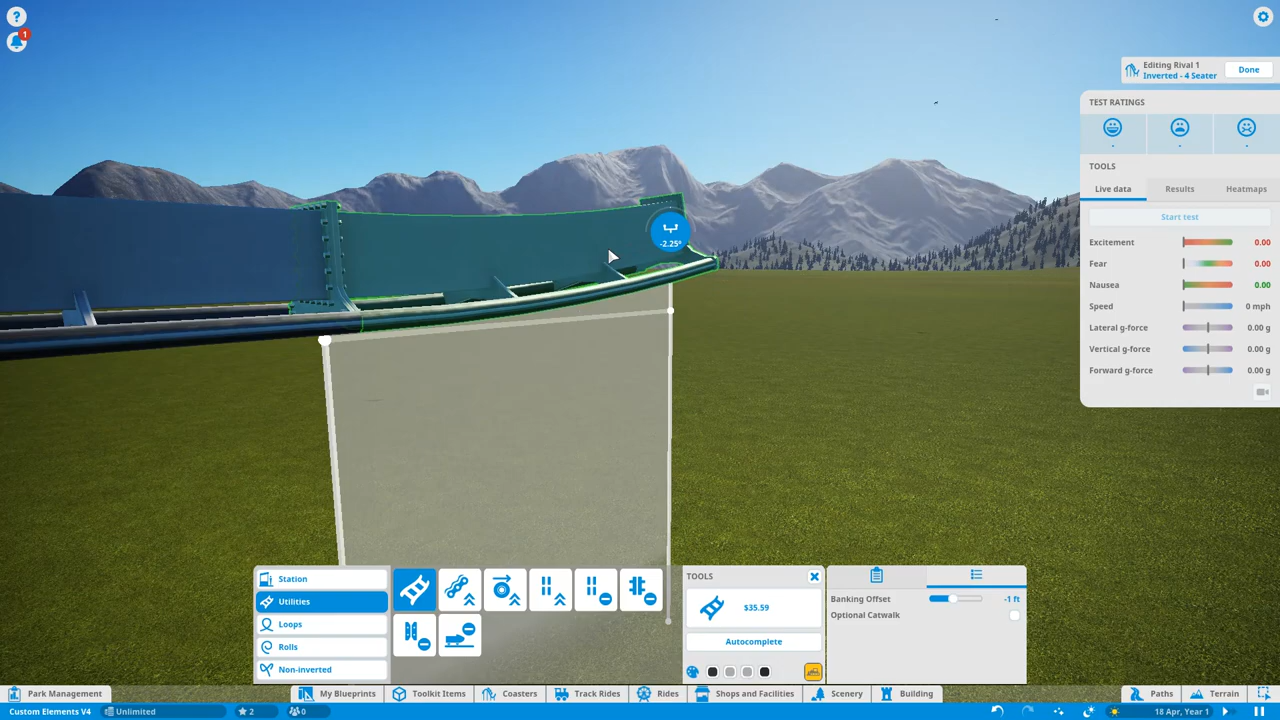 ?
1
Editing Rival 1
Inverted - 4 Seater
Done
TEST RATINGS
-
-
-
TOOLS
Live data
Results
Heatmaps
Start test
Excitement
0.00
Fear
0.00
Nausea
0.00
Speed
0 mph
Lateral g-force
0.00 g
Vertical g-force
0.00 g
Forward g-force
0.00 g
-2.25°
Station
Utilities
Loops
Rolls
Non-inverted
TOOLS
$35.59
Autocomplete
Banking Offset
-1 ft
Optional Catwalk
Park Management
My Blueprints
Toolkit Items
Coasters
Track Rides
Rides
Shops and Facilities
Scenery
Building
Paths
Terrain
Custom Elements V4
Unlimited
2
0
18 Apr, Year 1